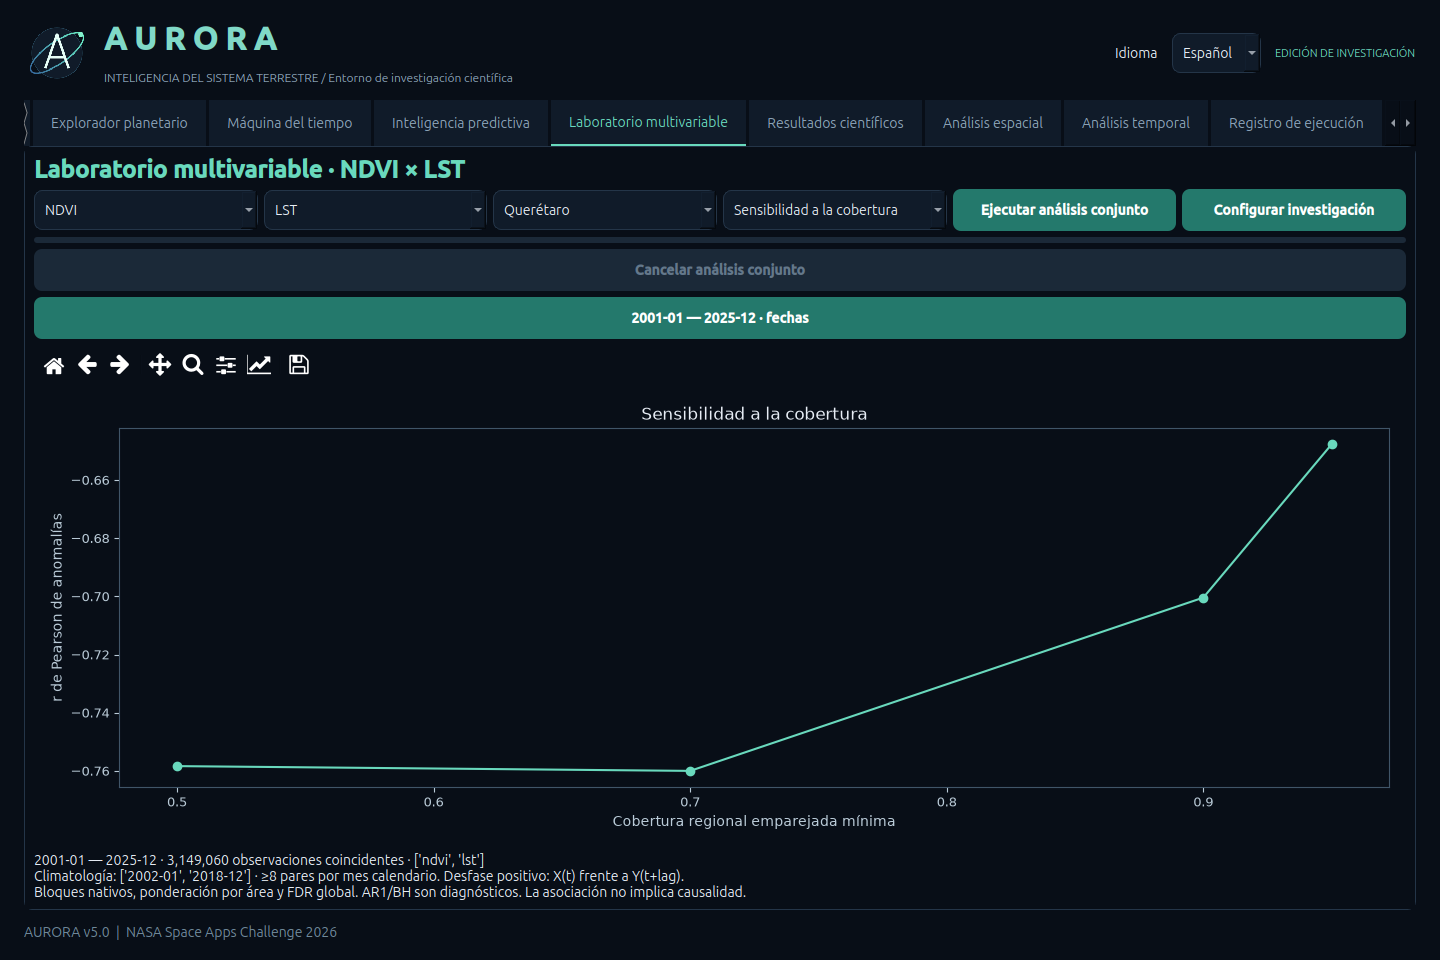 A
AURORA
INTELIGENCIA DEL SISTEMA TERRESTRE / Entorno de investigación científica
Idioma
Español
EDICIÓN DE INVESTIGACIÓN
Explorador planetario
Máquina del tiempo
Inteligencia predictiva
Laboratorio multivariable
Resultados científicos
Análisis espacial
Análisis temporal
Registro de ejecución
Laboratorio multivariable · NDVI × LST
NDVI
LST
Querétaro
Sensibilidad a la cobertura
Ejecutar análisis conjunto
Configurar investigación
Cancelar análisis conjunto
2001-01 — 2025-12 · fechas
Sensibilidad a la cobertura
r de Pearson de anomalías
−0.66
−0.68
−0.70
−0.72
−0.74
−0.76
0.5
0.6
0.7
0.8
0.9
Cobertura regional emparejada mínima
2001-01 — 2025-12 · 3,149,060 observaciones coincidentes · ['ndvi', 'lst']
Climatología: ['2002-01', '2018-12'] · ≥8 pares por mes calendario. Desfase positivo: X(t) frente a Y(t+lag).
Bloques nativos, ponderación por área y FDR global. AR1/BH son diagnósticos. La asociación no implica causalidad.
AURORA v5.0 | NASA Space Apps Challenge 2026